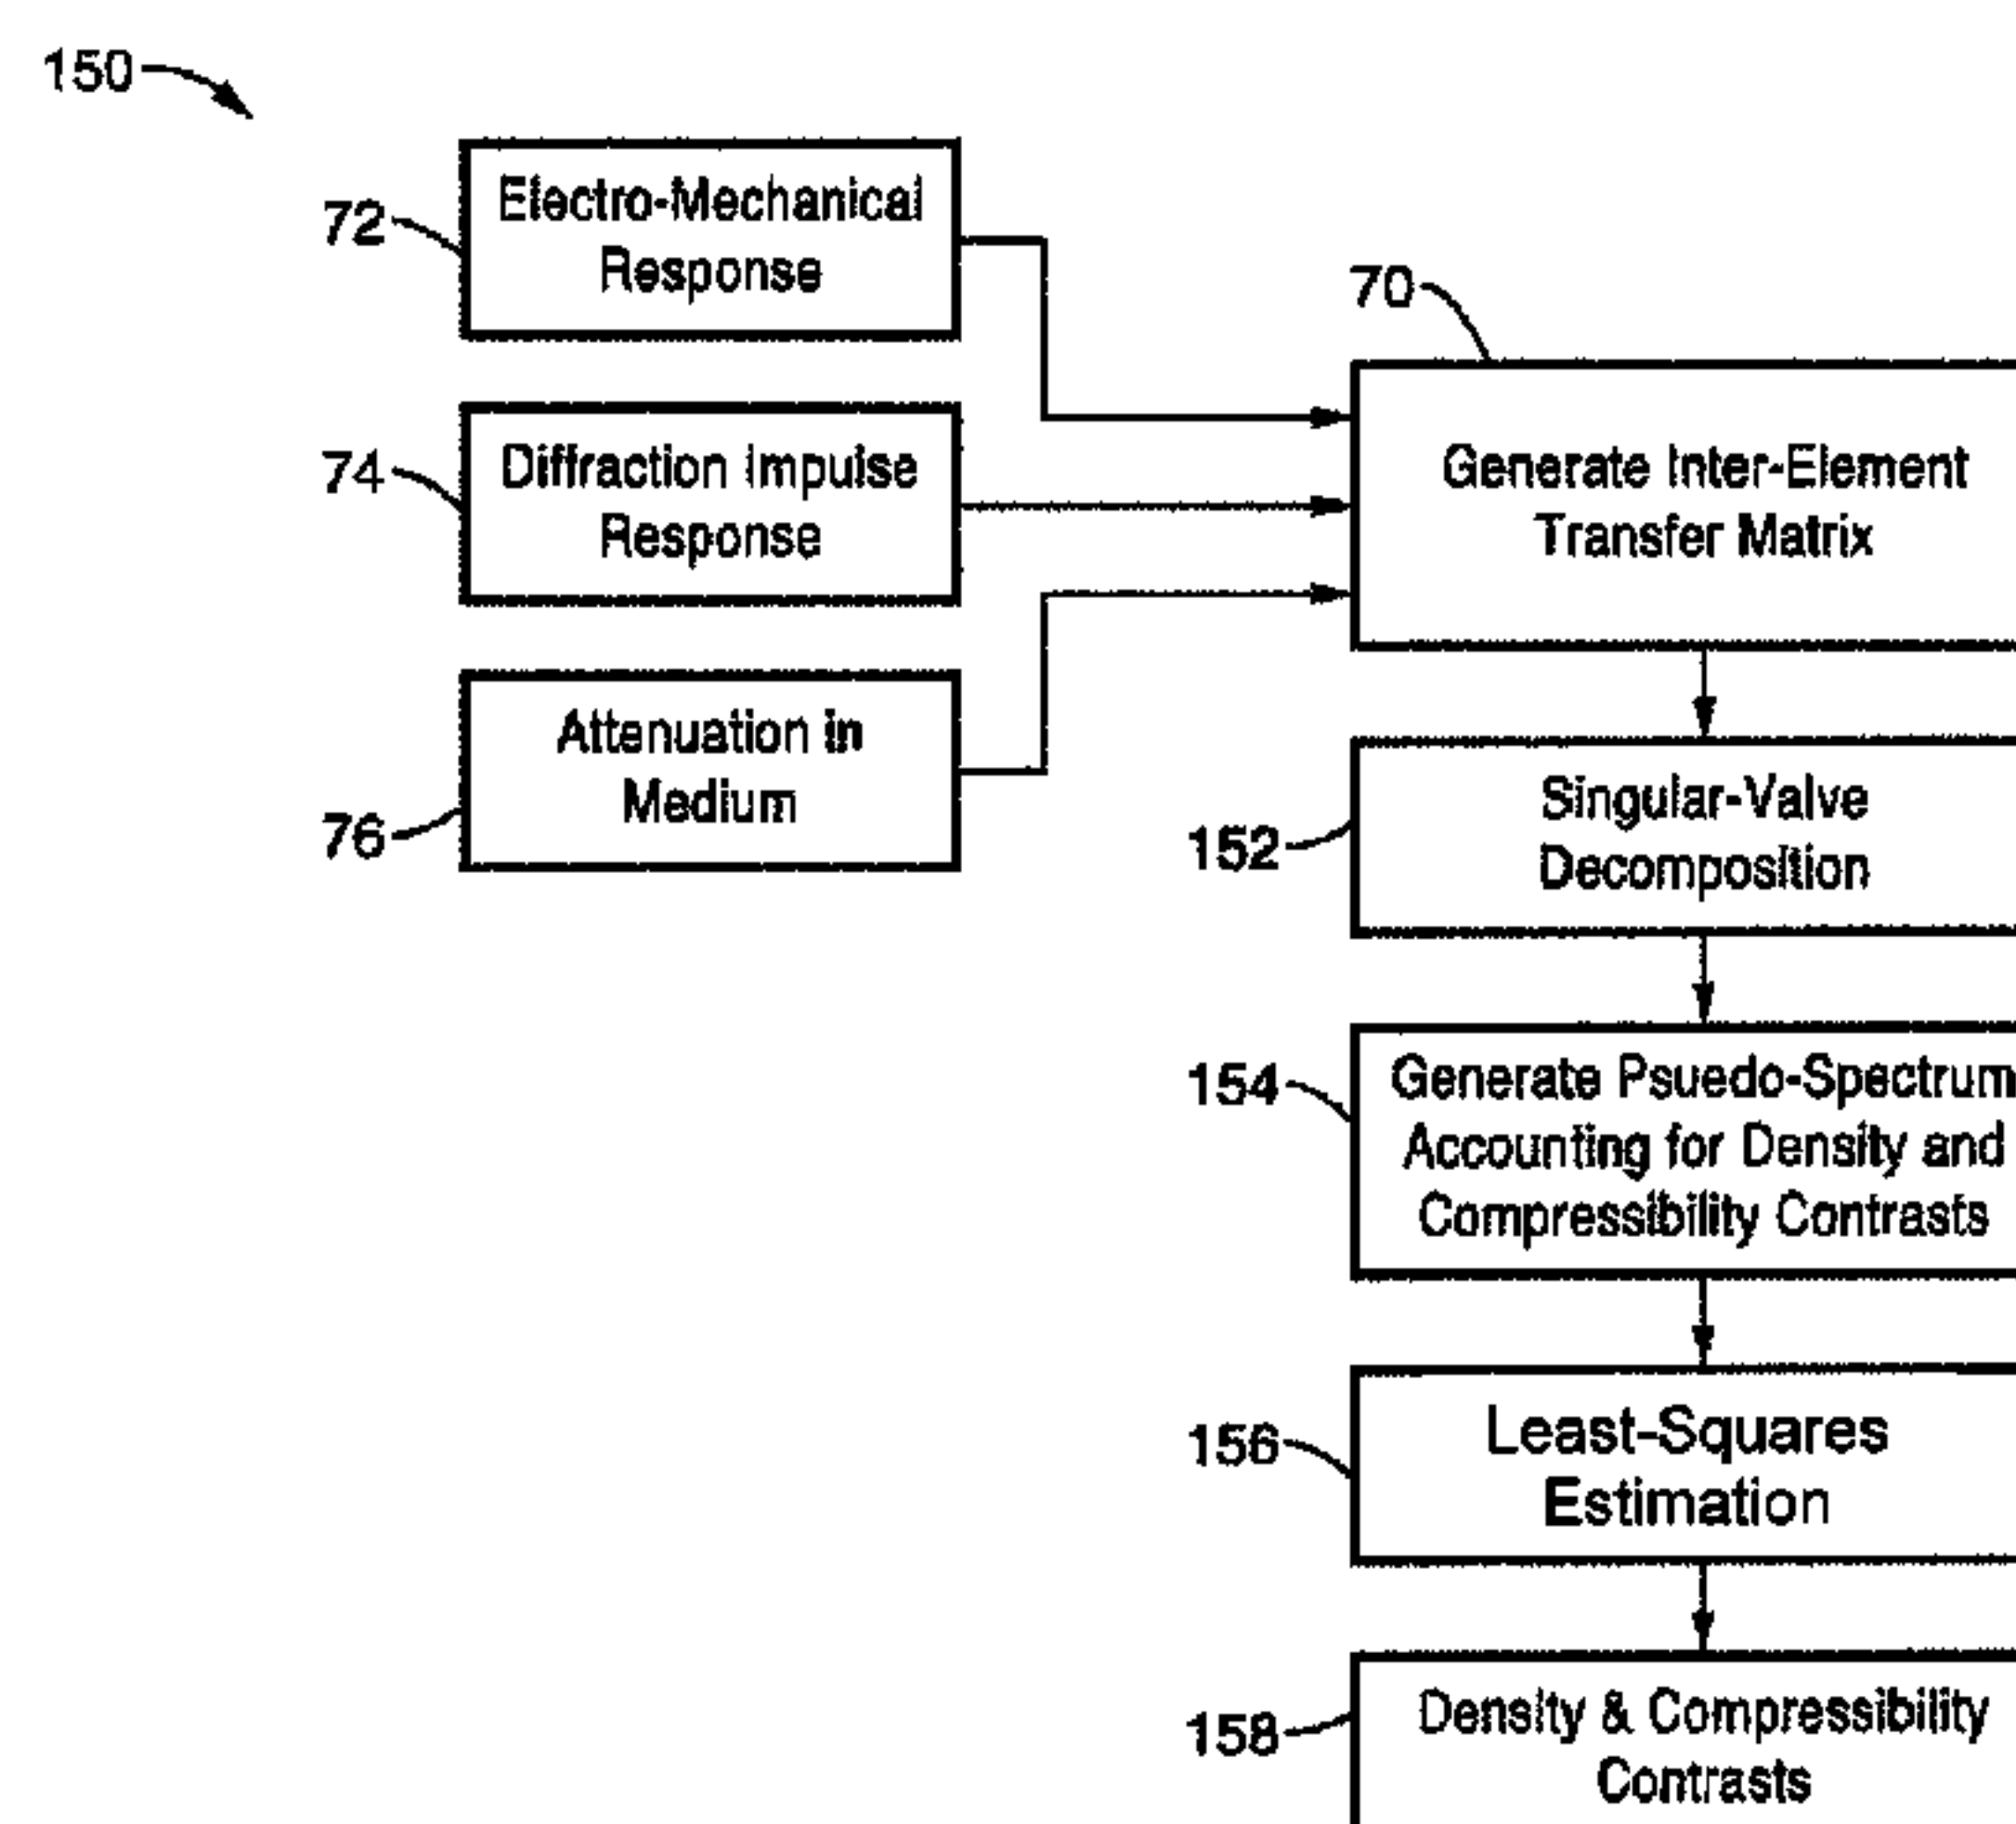 150
72
Electro-Mechanical
Response
74
Diffraction Impulse
Response
76
Attenuation in
Medium
70
Generate Inter-Element
Transfer Matrix
152
Singular-Valve
Decomposition
154
Generate Psuedo-Spectrum
Accounting for Density and
Compressibility Contrasts
156
Least-Squares
Estimation
158
Density & Compressibility
Contrasts